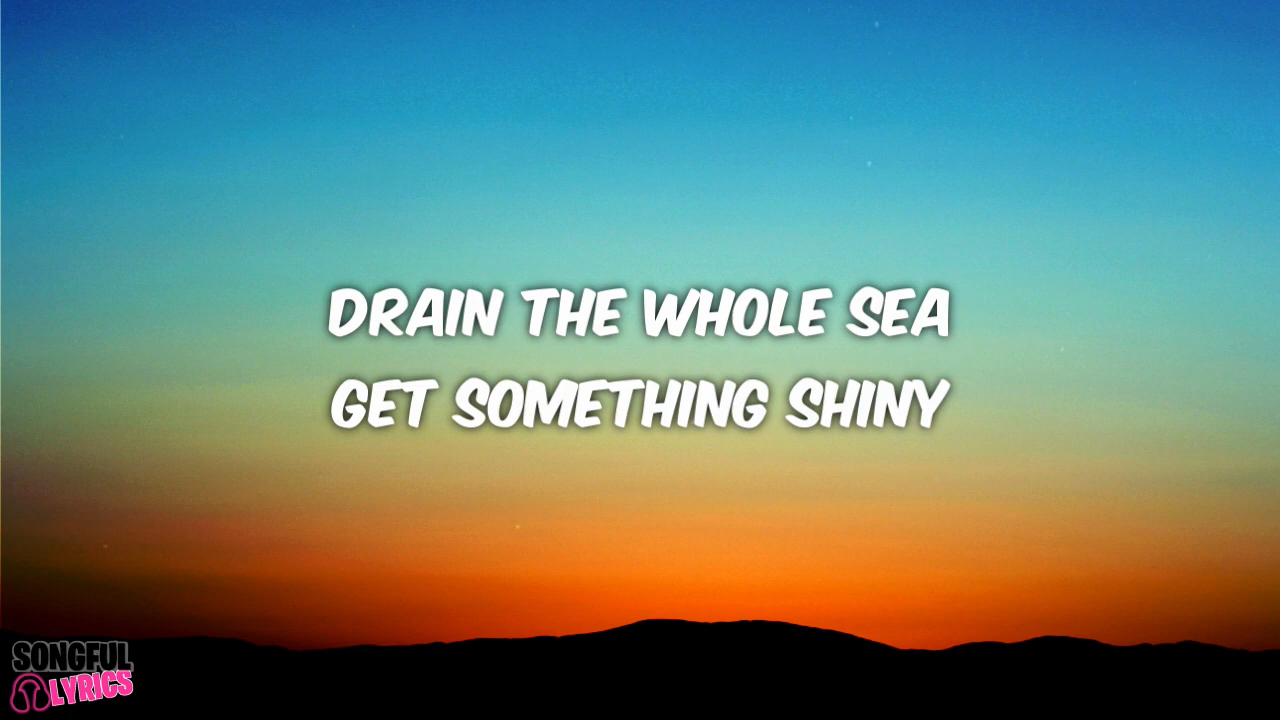 DRAIN THE WHOLE SEA
GET SOMETHING SHINY
SONGFUL
LYRICS